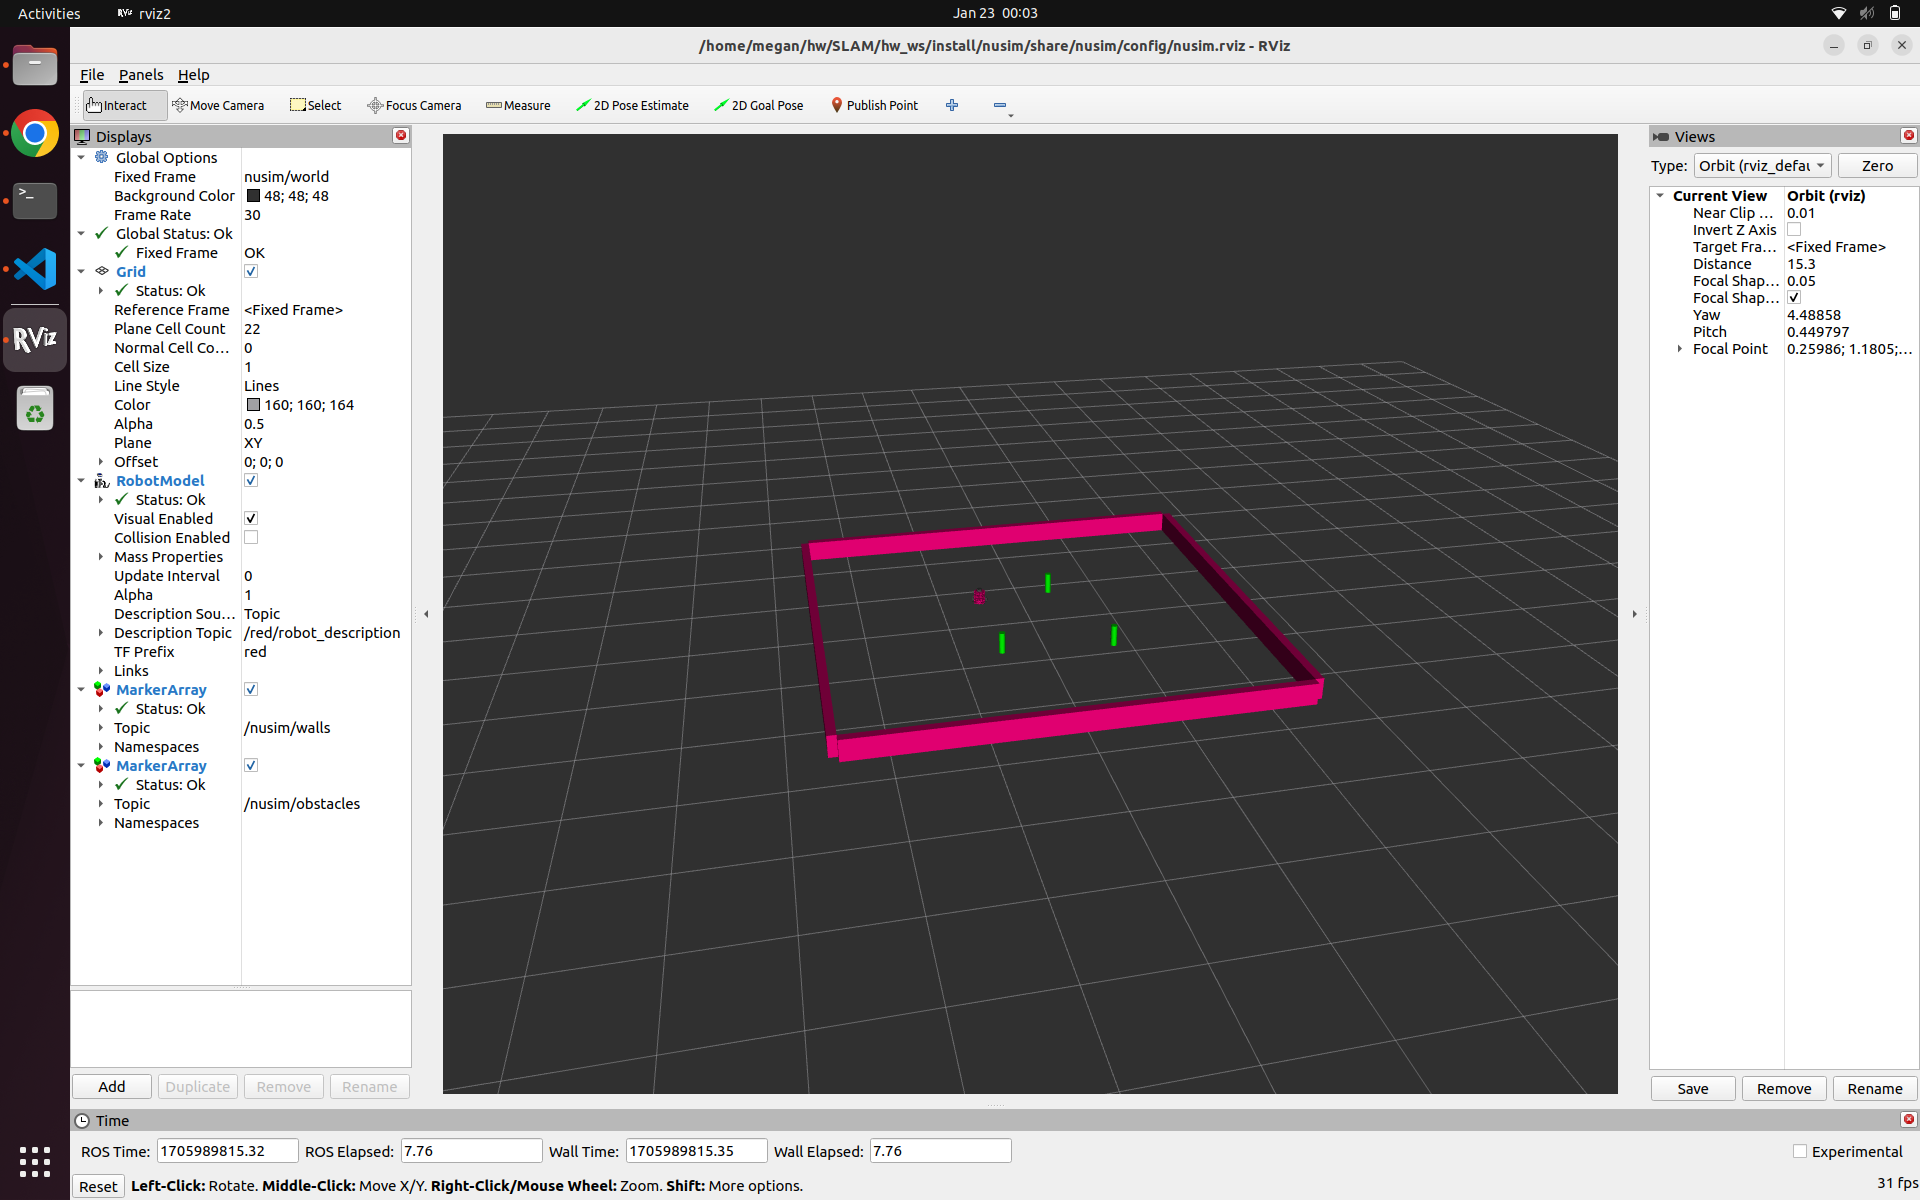 Activities
RViz rviz2
Jan 23 00:03
/home/megan/hw/SLAM/hw_ws/install/nusim/share/nusim/config/nusim.rviz - RViz
File Panels Help
Interact Move Camera Select Focus Camera Measure 2D Pose Estimate 2D Goal Pose Publish Point
Displays
Global Options
Fixed Frame nusim/world
Background Color 48; 48; 48
Frame Rate 30
Global Status: Ok
Fixed Frame OK
Grid
Status: Ok
Reference Frame <Fixed Frame>
Plane Cell Count 22
Normal Cell Co... 0
Cell Size 1
Line Style Lines
Color 160; 160; 164
Alpha 0.5
Plane XY
Offset 0; 0; 0
RobotModel
Status: Ok
Visual Enabled
Collision Enabled
Mass Properties
Update Interval 0
Alpha 1
Description Sou... Topic
Description Topic /red/robot_description
TF Prefix red
Links
MarkerArray
Status: Ok
Topic /nusim/walls
Namespaces
MarkerArray
Status: Ok
Topic /nusim/obstacles
Namespaces
Add Duplicate Remove Rename
RViz
Views
Type: Orbit (rviz_defau Zero
Current View Orbit (rviz)
Near Clip ... 0.01
Invert Z Axis
Target Fra... <Fixed Frame>
Distance 15.3
Focal Shap... 0.05
Focal Shap...
Yaw 4.48858
Pitch 0.449797
Focal Point 0.25986; 1.1805;...
Save Remove Rename
Time
ROS Time: 1705989815.32 ROS Elapsed: 7.76 Wall Time: 1705989815.35 Wall Elapsed: 7.76 Experimental
Reset Left-Click: Rotate. Middle-Click: Move X/Y. Right-Click/Mouse Wheel: Zoom. Shift: More options. 31 fps